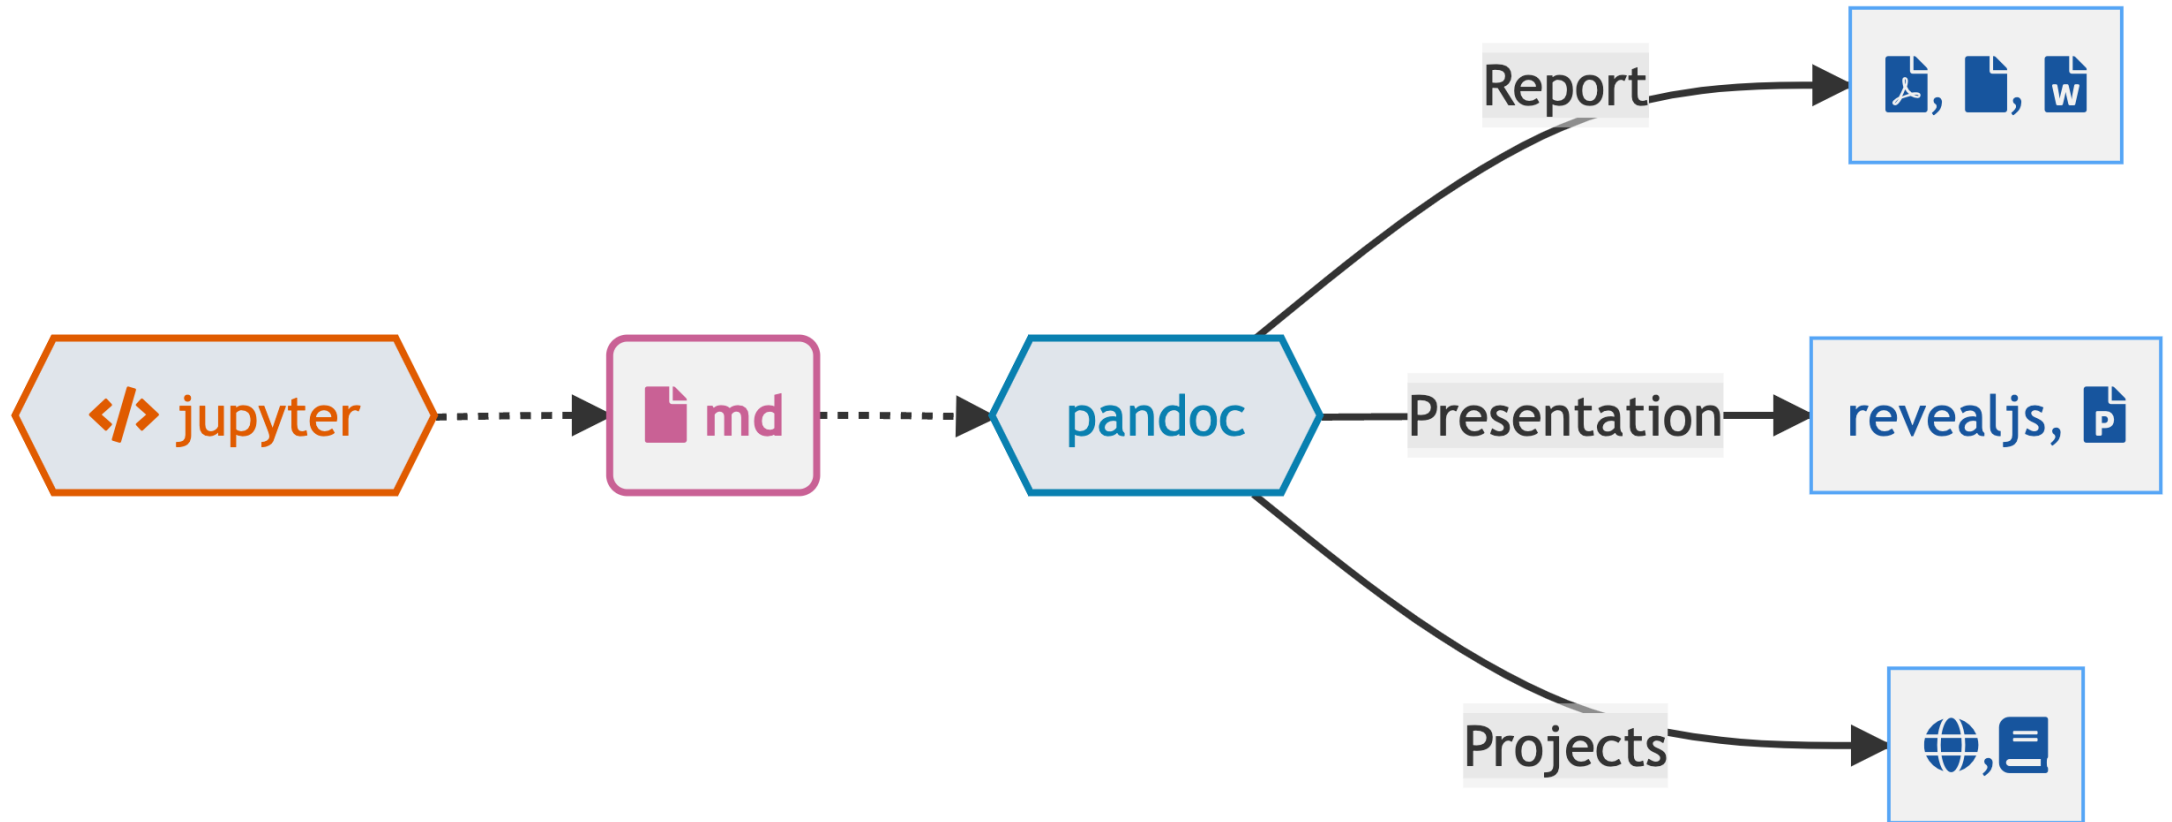 Report
, , W
</> jupyter
md
pandoc
Presentation
revealjs, P
Projects
,